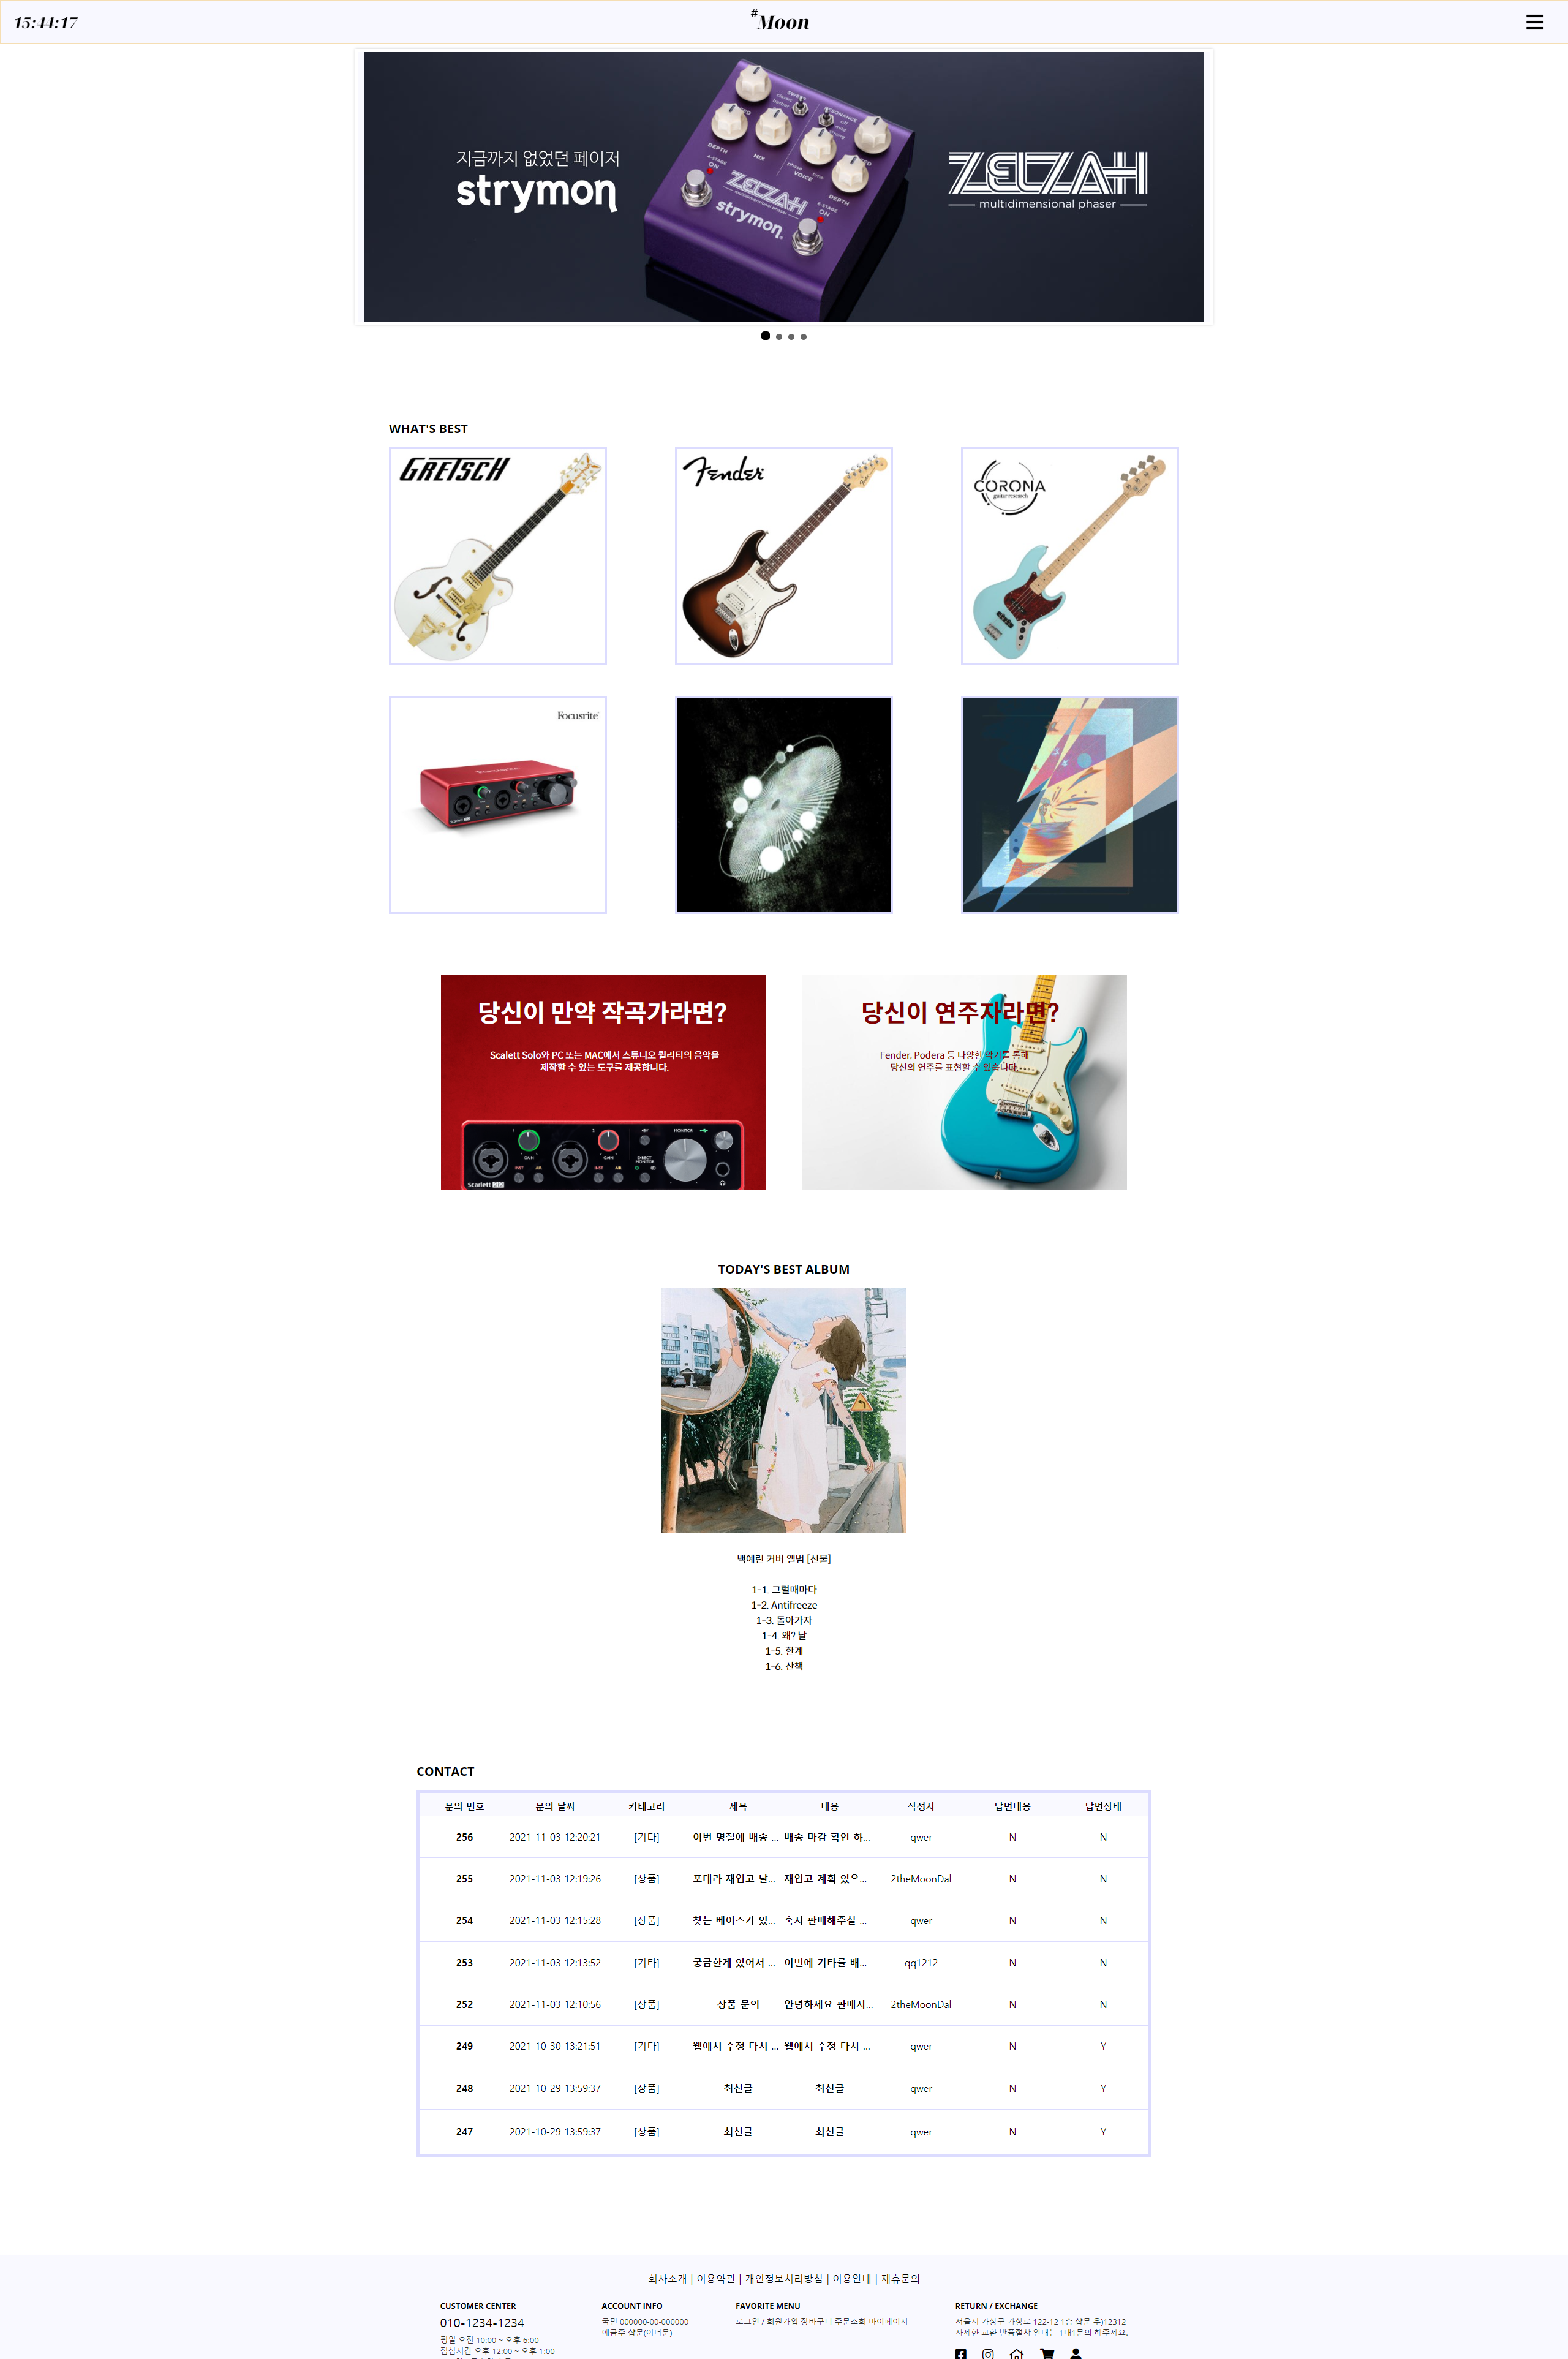 15:44:17
#Moon
지금까지 없었던 페이저
strymon
ZELZAH
multidimensional phaser
DEPTH
MIX
VOICE
DEPTH
ZELZAH
multidimensional phaser
strymon
WHAT'S BEST
GRETSCH
Fender
CORONA
guitar research
Focusrite
당신이 만약 작곡가라면?
Scalett Solo와 PC 또는 MAC에서 스튜디오 퀄리티의 음악을
제작할 수 있는 도구를 제공합니다.
MONITOR
GAIN
GAIN
DIRECT
MONITOR
INST
AIR
INST
AIR
Scarlett 2i2
당신이 연주자라면?
Fender, Podera 등 다양한 악기를 통해
당신의 연주를 표현할 수 있습니다.
TODAY'S BEST ALBUM
백예린 커버 앨범 [선물]
1-1. 그럴때마다
1-2. Antifreeze
1-3. 돌아가자
1-4. 왜? 날
1-5. 한계
1-6. 산책
CONTACT
문의 번호 문의 날짜 카테고리 제목 내용 작성자 답변내용 답변상태
256 2021-11-03 12:20:21 [기타] 이번 명절에 배송 ... 배송 마감 확인 하... qwer N N
255 2021-11-03 12:19:26 [상품] 포데라 재입고 날... 재입고 계획 있으... 2theMoonDal N N
254 2021-11-03 12:15:28 [상품] 찾는 베이스가 있... 혹시 판매해주실 ... qwer N N
253 2021-11-03 12:13:52 [기타] 궁금한게 있어서 ... 이번에 기타를 배... qq1212 N N
252 2021-11-03 12:10:56 [상품] 상품 문의 안녕하세요 판매자... 2theMoonDal N N
249 2021-10-30 13:21:51 [기타] 웹에서 수정 다시 ... 웹에서 수정 다시 ... qwer N Y
248 2021-10-29 13:59:37 [상품] 최신글 최신글 qwer N Y
247 2021-10-29 13:59:37 [상품] 최신글 최신글 qwer N Y
회사소개 | 이용약관 | 개인정보처리방침 | 이용안내 | 제휴문의
CUSTOMER CENTER
010-1234-1234
평일 오전 10:00 ~ 오후 6:00
점심시간 오후 12:00 ~ 오후 1:00
ACCOUNT INFO
국민 000000-00-000000
예금주 샵문(이더문)
FAVORITE MENU
로그인 / 회원가입 장바구니 주문조회 마이페이지
RETURN / EXCHANGE
서울시 가상구 가상로 122-12 1층 샵문 우)12312
자세한 교환 반품절차 안내는 1대1문의 해주세요.